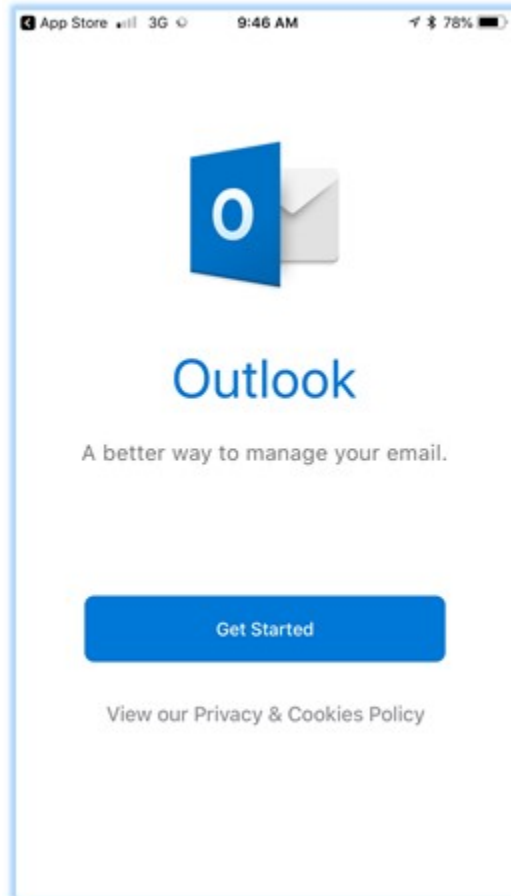 App Store 3G 9:46 AM 78%
O
Outlook
A better way to manage your email.
Get Started
View our Privacy & Cookies Policy